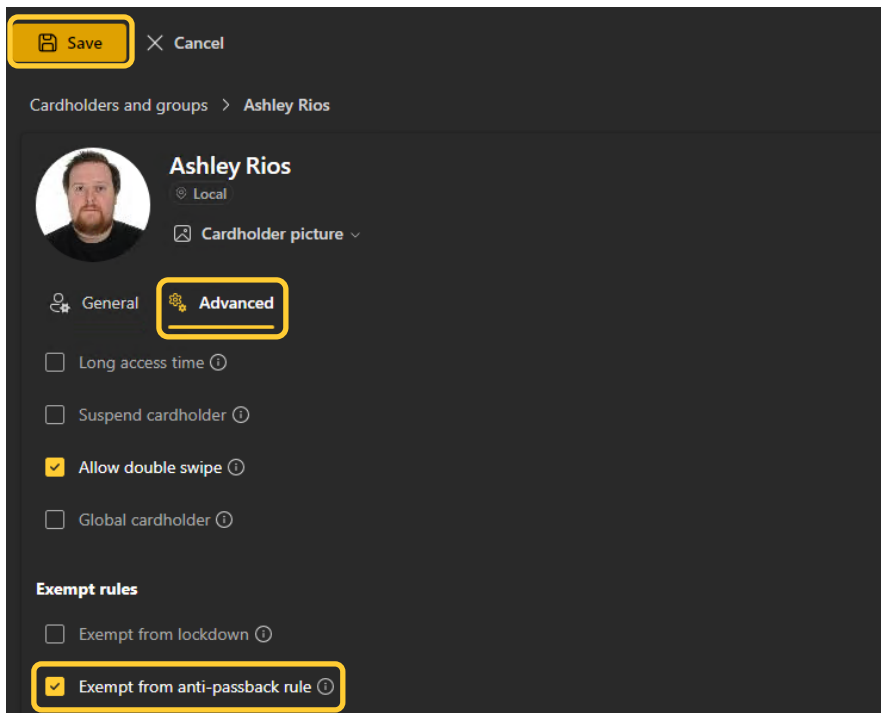 Save Cancel
Cardholders and groups > Ashley Rios
Ashley Rios
Local
Cardholder picture
General Advanced
Long access time
Suspend cardholder
Allow double swipe
Global cardholder
Exempt rules
Exempt from lockdown
Exempt from anti-passback rule